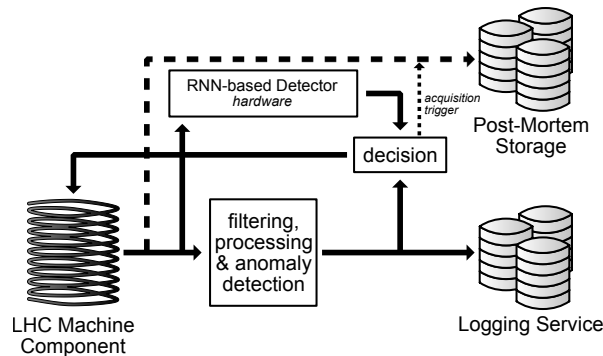 RNN-based Detector
hardware
acquisition
trigger
Post-Mortem
Storage
decision
filtering,
processing
& anomaly
detection
LHC Machine
Component
Logging Service